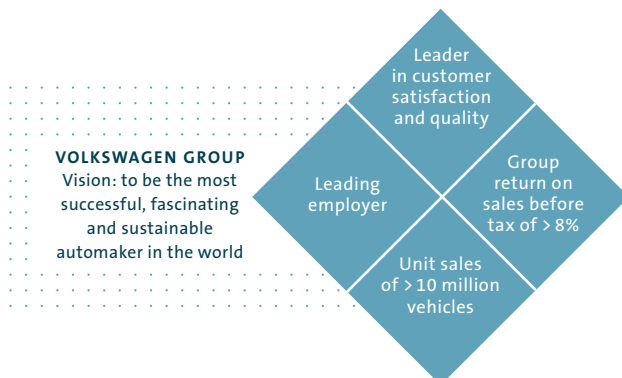 Leader
in customer
satisfaction
and quality
VOLKSWAGEN GROUP
Vision: to be the most
successful, fascinating
and sustainable
automaker in the world
Leading
employer
Group
return on
sales before
tax of > 8%
Unit sales
of > 10 million
vehicles